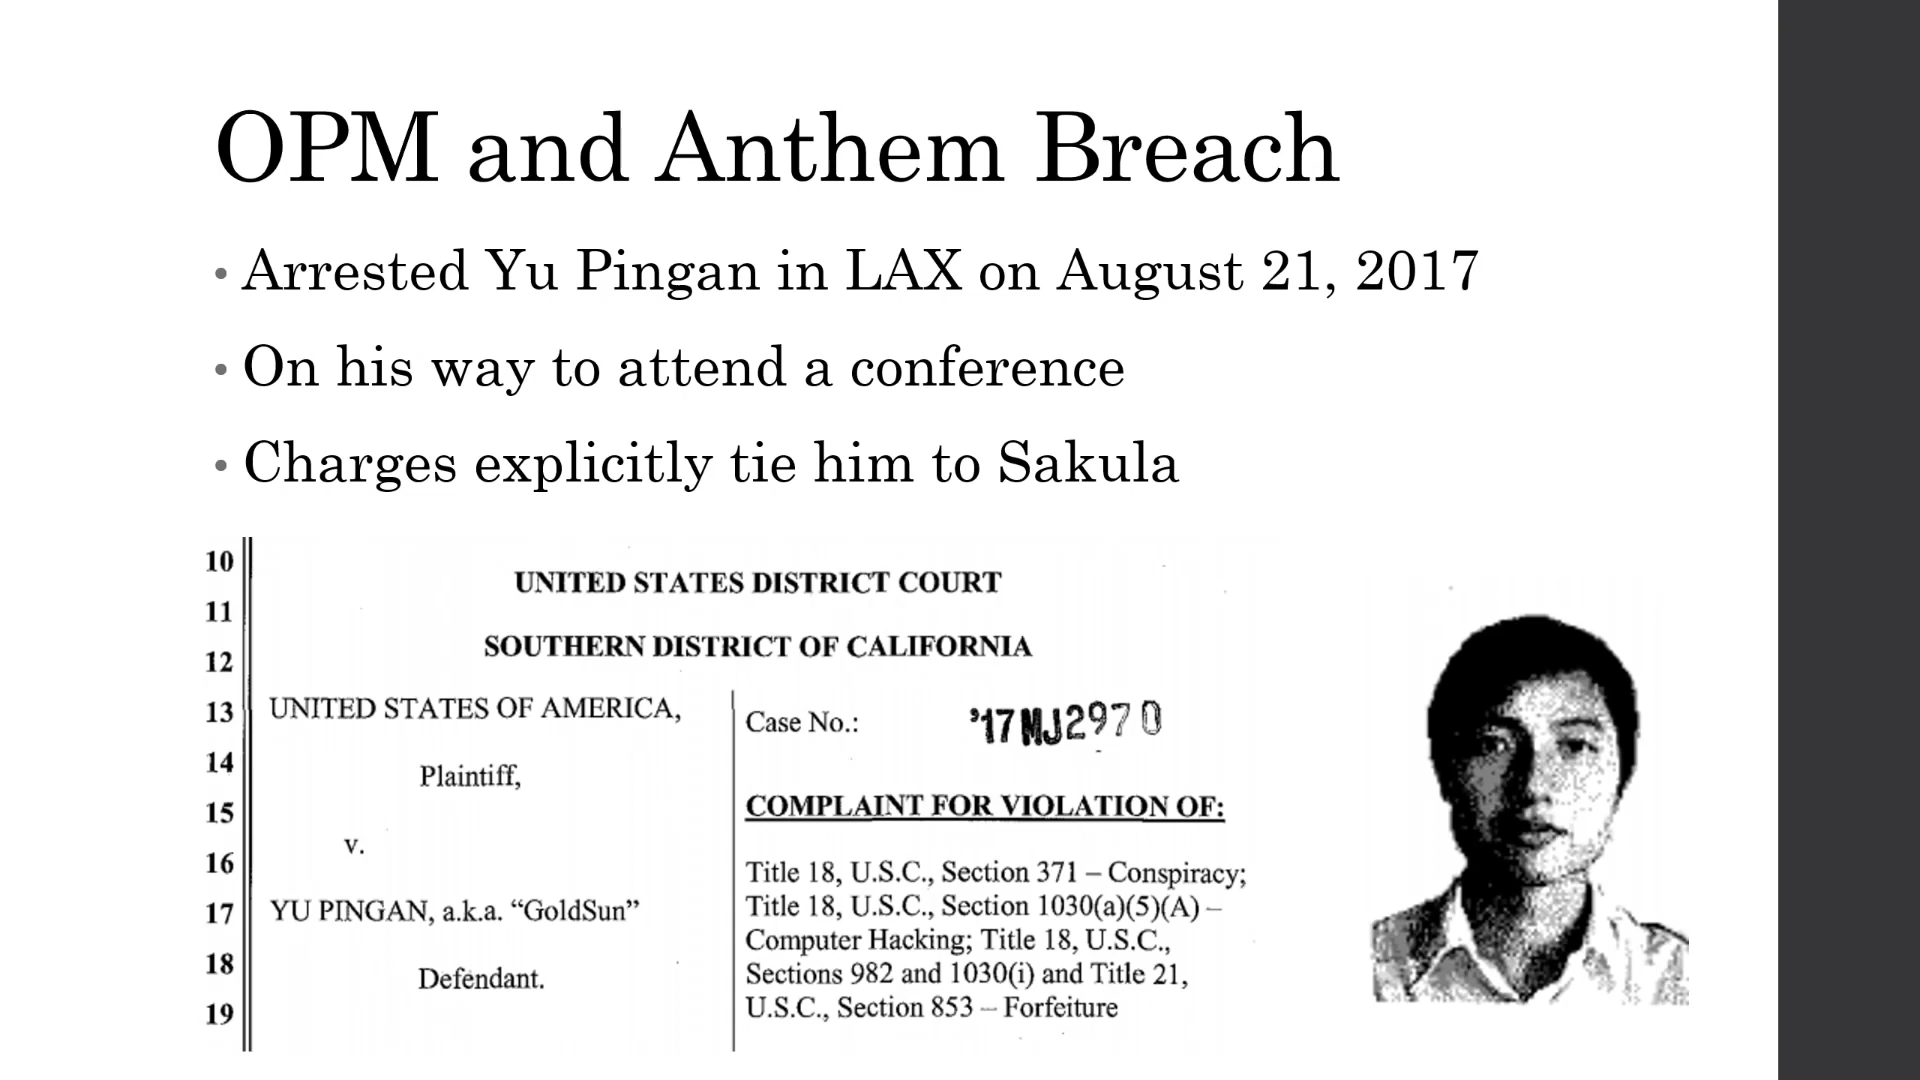 OPM and Anthem Breach
• Arrested Yu Pingan in LAX on August 21, 2017
• On his way to attend a conference
• Charges explicitly tie him to Sakula
10
UNITED STATES DISTRICT COURT
11
SOUTHERN DISTRICT OF CALIFORNIA
12
13
UNITED STATES OF AMERICA,
14
Plaintiff,
15
v.
16
17
YU PINGAN, a.k.a. “GoldSun”
18
Defendant.
19
Case No.: '17 MJ2970
COMPLAINT FOR VIOLATION OF:
Title 18, U.S.C., Section 371 – Conspiracy;
Title 18, U.S.C., Section 1030(a)(5)(A) –
Computer Hacking; Title 18, U.S.C.,
Sections 982 and 1030(i) and Title 21,
U.S.C., Section 853 – Forfeiture